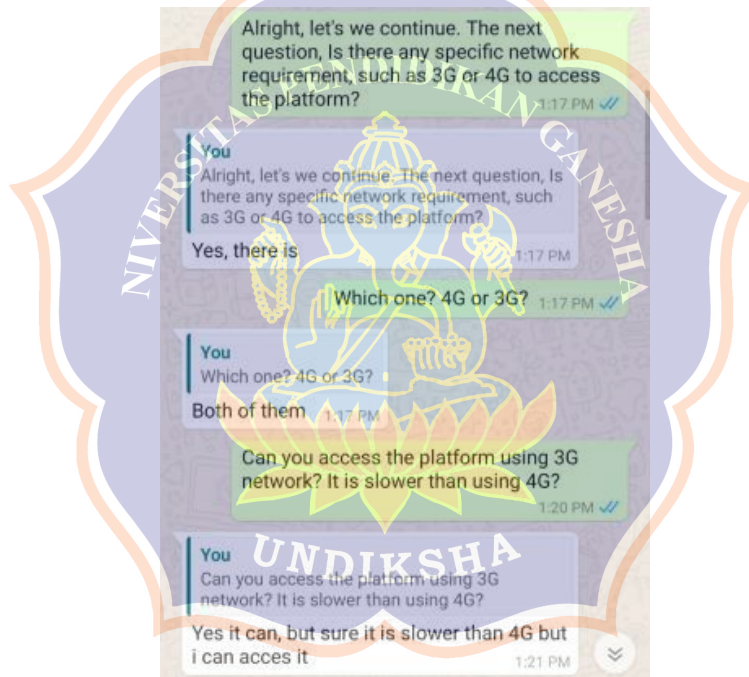 Alright, let's we continue. The next
question, Is there any specific network
requirement, such as 3G or 4G to access
the platform?
1:17 PM
You
Alright, let's we continue. The next question, Is
there any specific network requirement, such
as 3G or 4G to access the platform?
Yes, there is
1:17 PM
Which one? 4G or 3G?
1:17 PM
You
Which one? 4G or 3G?
Both of them
1:17 PM
Can you access the platform using 3G
network? It is slower than using 4G?
1:20 PM
You
Can you access the platform using 3G
network? It is slower than using 4G?
Yes it can, but sure it is slower than 4G but
i can acces it
1:21 PM
NIVERSITAS PENDIDIKAN GANESHA
UNDIKSHA